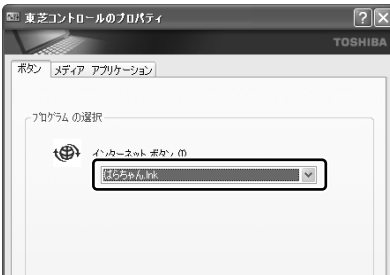 東芝コントロールのプロパティ
TOSHIBA
ボタン メディア アプリケーション
プログラム の選択
インターネット ボタン (I)
ぱらちゃん.lnk